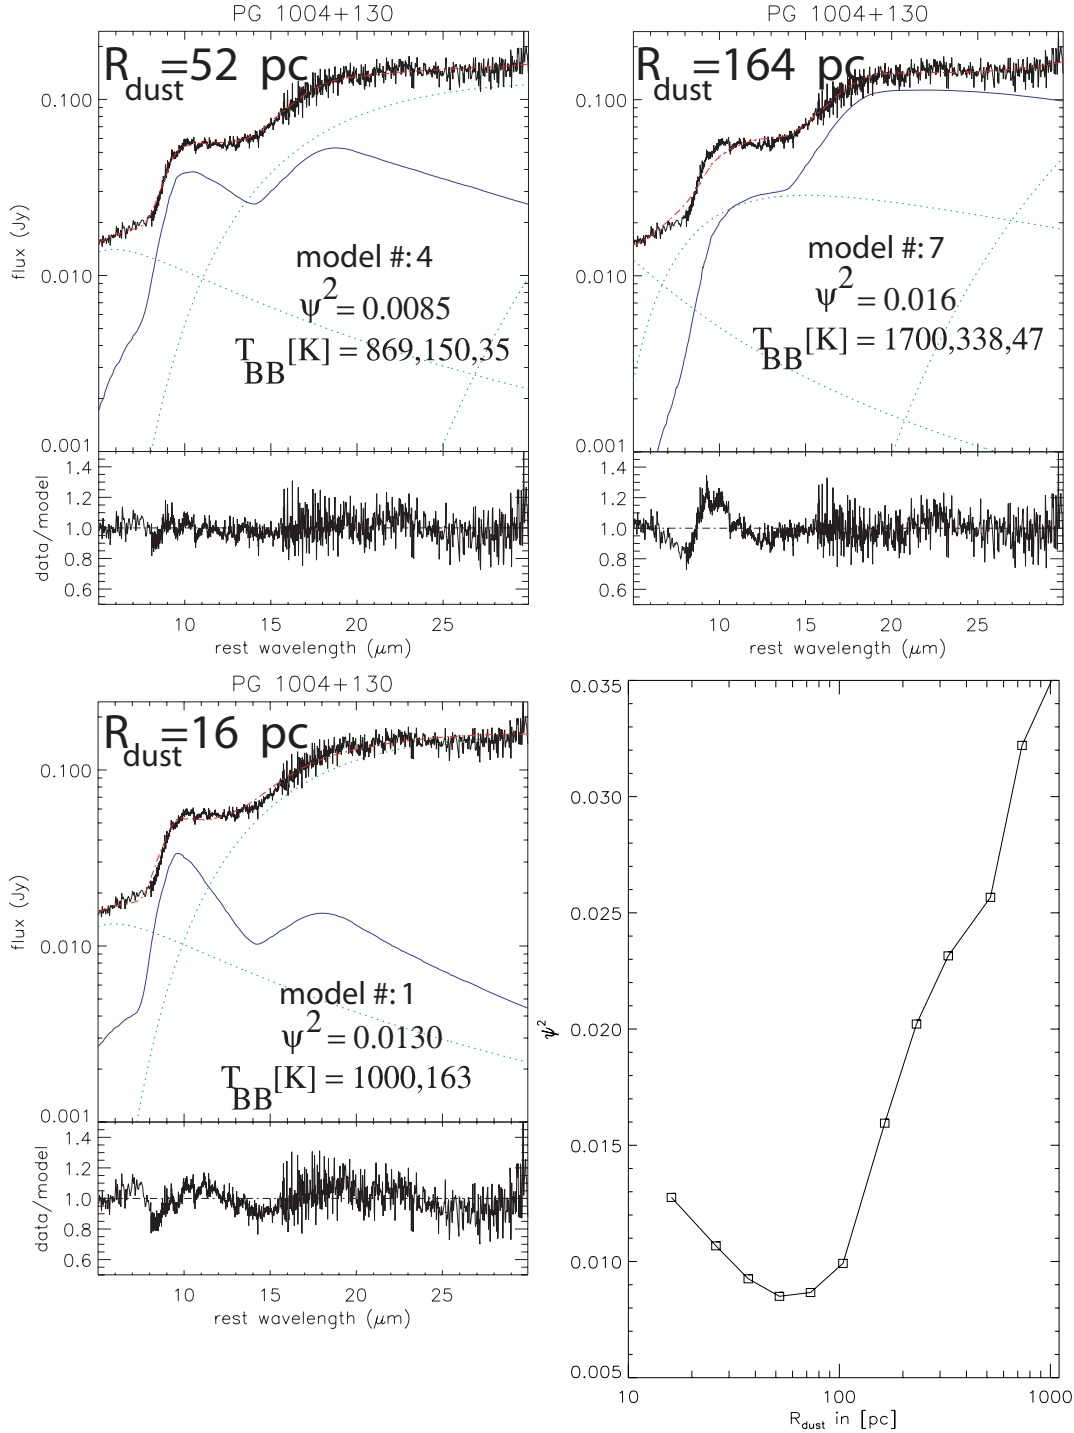 PG 1004+130
R_dust=52 pc
0.100
0.010
0.001
flux (Jy)
model #: 4
ψ² = 0.0085
T_BB [K] = 869,150,35
1.4
1.2
1.0
0.8
0.6
data/model
10 15 20 25
rest wavelength (μm)
PG 1004+130
R_dust=164 pc
0.100
0.010
0.001
model #: 7
ψ² = 0.016
T_BB [K] = 1700,338,47
1.4
1.2
1.0
0.8
0.6
10 15 20 25
rest wavelength (μm)
PG 1004+130
R_dust=16 pc
0.100
0.010
0.001
flux (Jy)
model #: 1
ψ² = 0.0130
T_BB [K] = 1000,163
1.4
1.2
1.0
0.8
0.6
data/model
10 15 20 25
rest wavelength (μm)
0.035
0.030
0.025
0.020
0.015
0.010
0.005
ψ²
10 100 1000
R_dust in [pc]